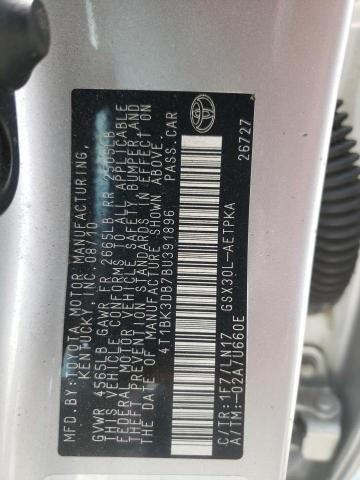 MFD.BY:TOYOTA MOTOR MANUFACTURING
KENTUCKY INC. 08/10
GVWR 4565LB GAWR FR 2665LB RR 2565LB
THIS VEHICLE CONFORMS TO ALL APPLICABLE
FEDERAL MOTOR VEHICLE SAFETY, BUMPER, AND
THEFT PREVENTION STANDARDS IN EFFECT ON
THE DATE OF MANUFACTURE SHOWN ABOVE.
4T1BK3DB7BU391896 PASS.CAR
C/TR:1F7/LN17 GSX30L-AETPKA
A/TM:-02A/U660E 26727